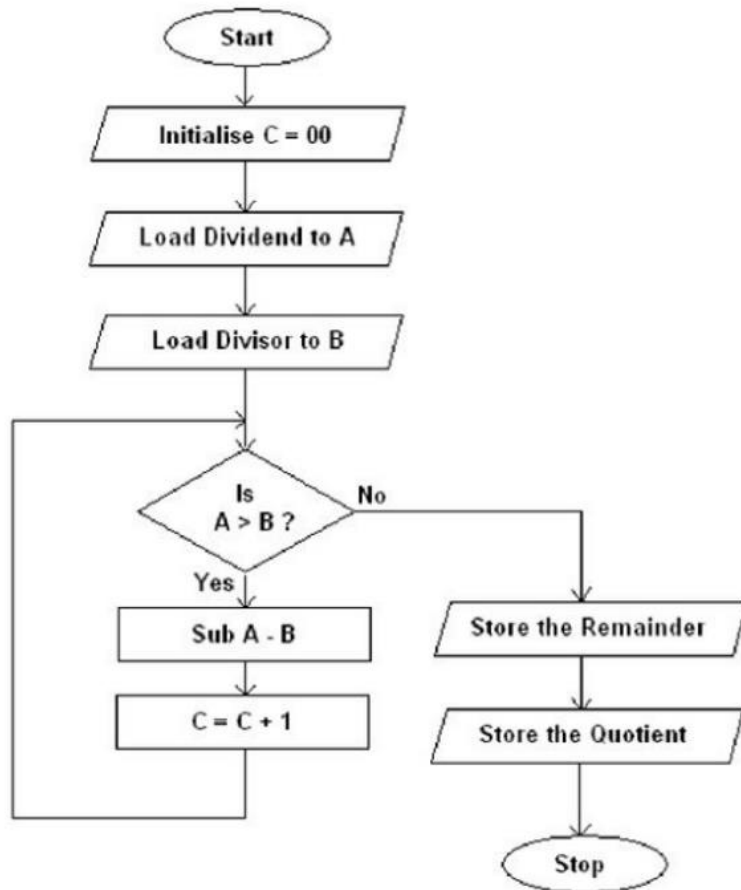 Start
Initialise C = 00
Load Dividend to A
Load Divisor to B
Is
A > B ?
No
Yes
Sub A - B
C = C + 1
Store the Remainder
Store the Quotient
Stop